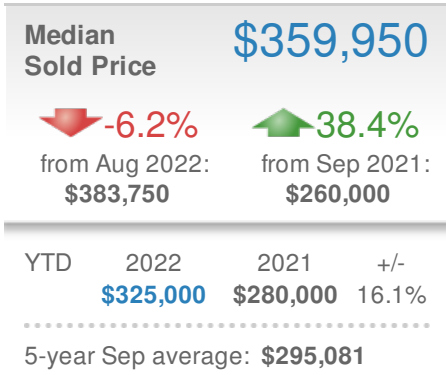 Median $359,950
Sold Price
-6.2% 38.4%
from Aug 2022: from Sep 2021:
$383,750 $260,000
YTD 2022 2021 +/-
$325,000 $280,000 16.1%
5-year Sep average: $295,081